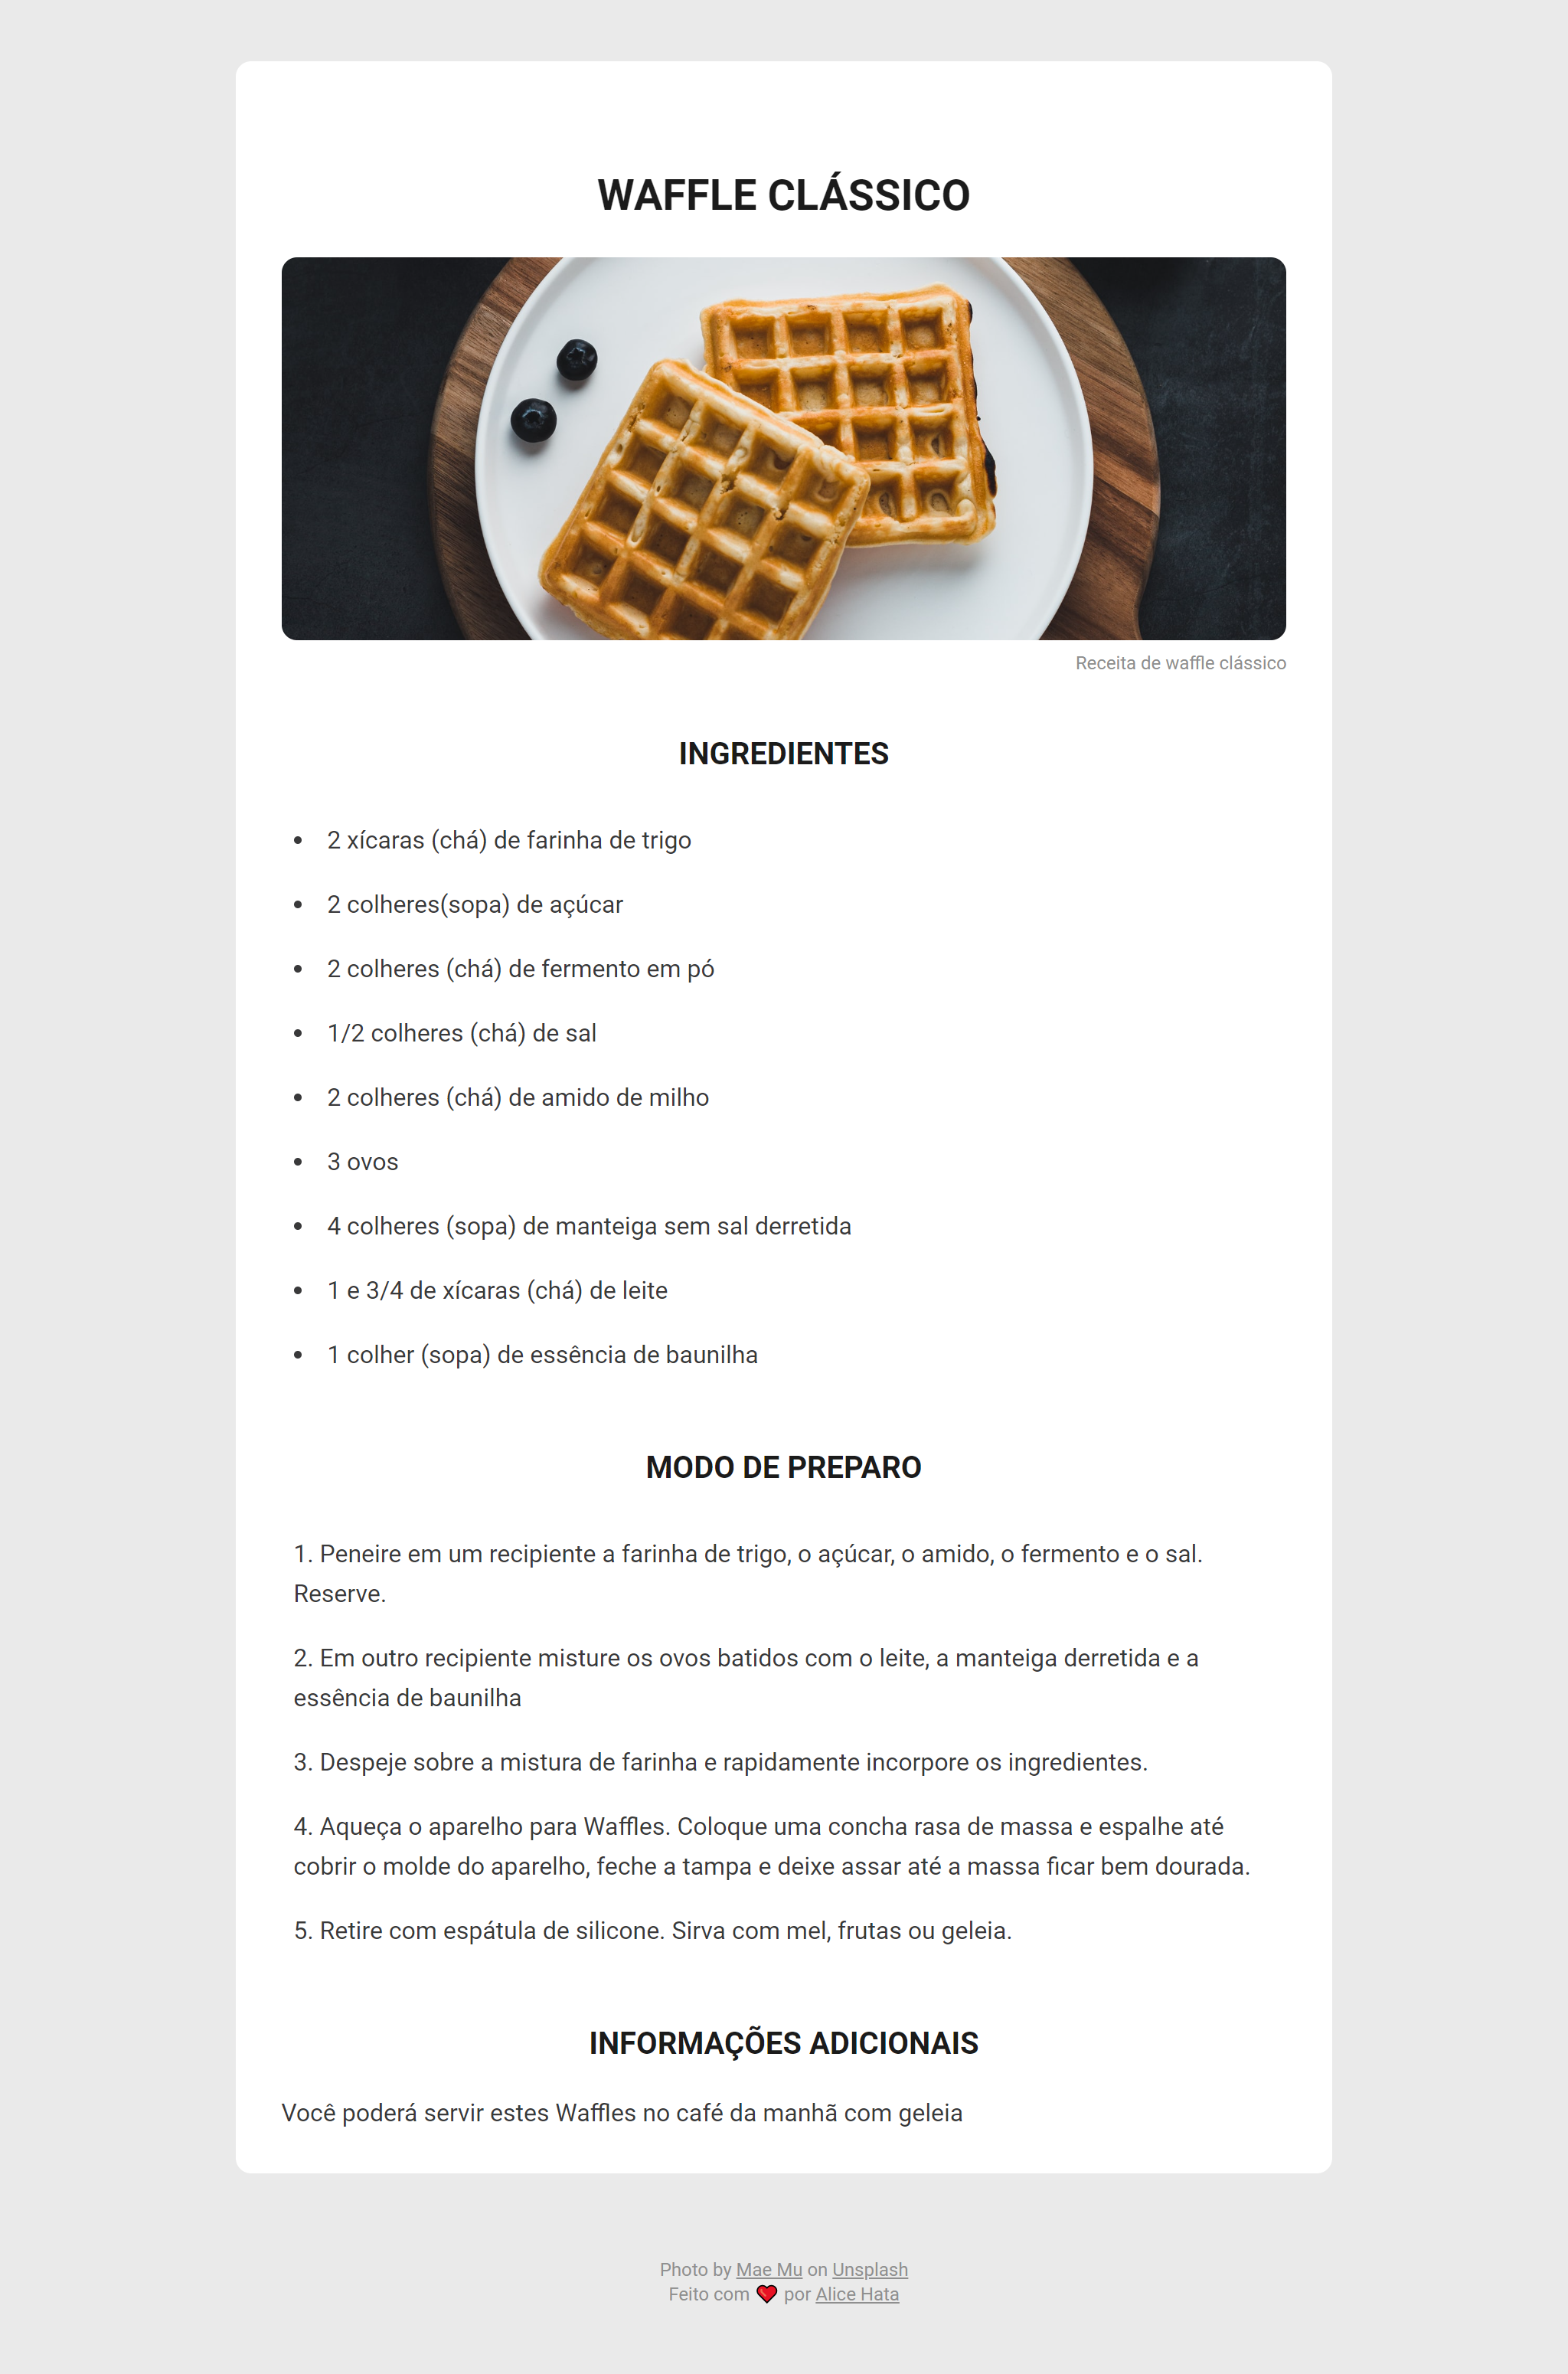 WAFFLE CLÁSSICO
Receita de waffle clássico
INGREDIENTES
• 2 xícaras (chá) de farinha de trigo
• 2 colheres(sopa) de açúcar
• 2 colheres (chá) de fermento em pó
• 1/2 colheres (chá) de sal
• 2 colheres (chá) de amido de milho
• 3 ovos
• 4 colheres (sopa) de manteiga sem sal derretida
• 1 e 3/4 de xícaras (chá) de leite
• 1 colher (sopa) de essência de baunilha
MODO DE PREPARO
1. Peneire em um recipiente a farinha de trigo, o açúcar, o amido, o fermento e o sal.
Reserve.
2. Em outro recipiente misture os ovos batidos com o leite, a manteiga derretida e a
essência de baunilha
3. Despeje sobre a mistura de farinha e rapidamente incorpore os ingredientes.
4. Aqueça o aparelho para Waffles. Coloque uma concha rasa de massa e espalhe até
cobrir o molde do aparelho, feche a tampa e deixe assar até a massa ficar bem dourada.
5. Retire com espátula de silicone. Sirva com mel, frutas ou geleia.
INFORMAÇÕES ADICIONAIS
Você poderá servir estes Waffles no café da manhã com geleia
Photo by Mae Mu on Unsplash
Feito com ❤️ por Alice Hata